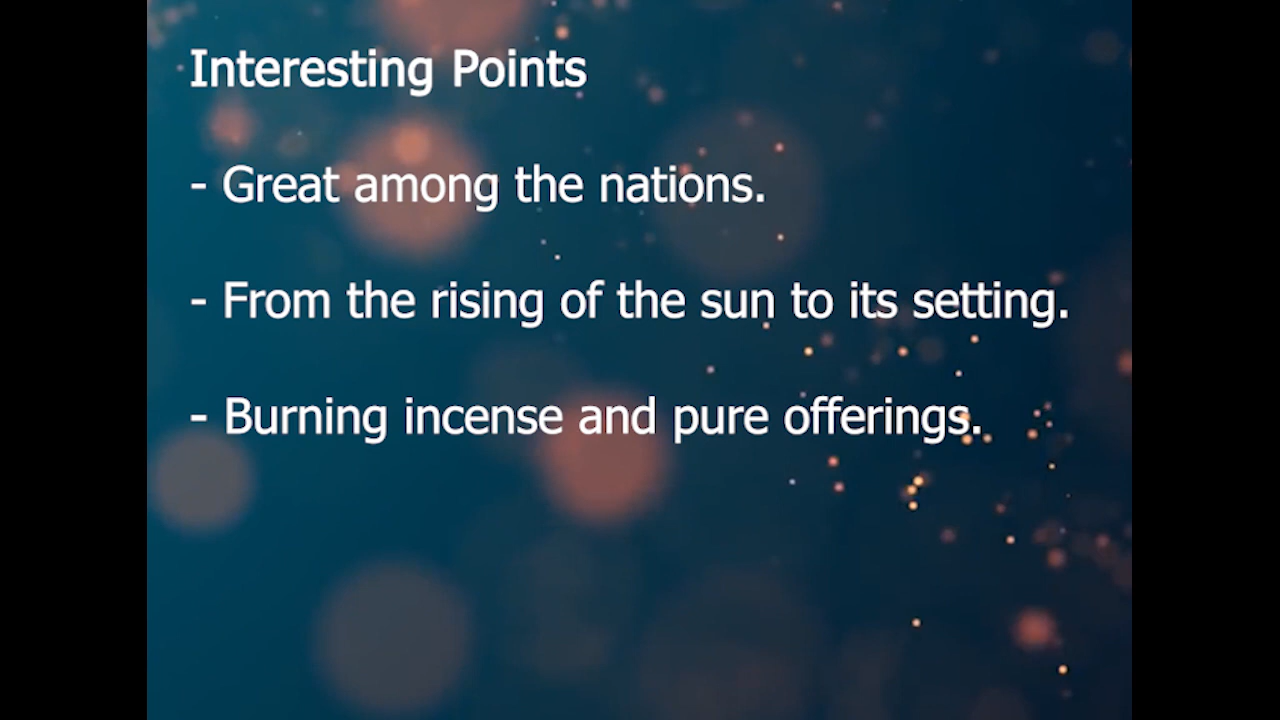 Interesting Points
- Great among the nations.
- From the rising of the sun to its setting.
- Burning incense and pure offerings.